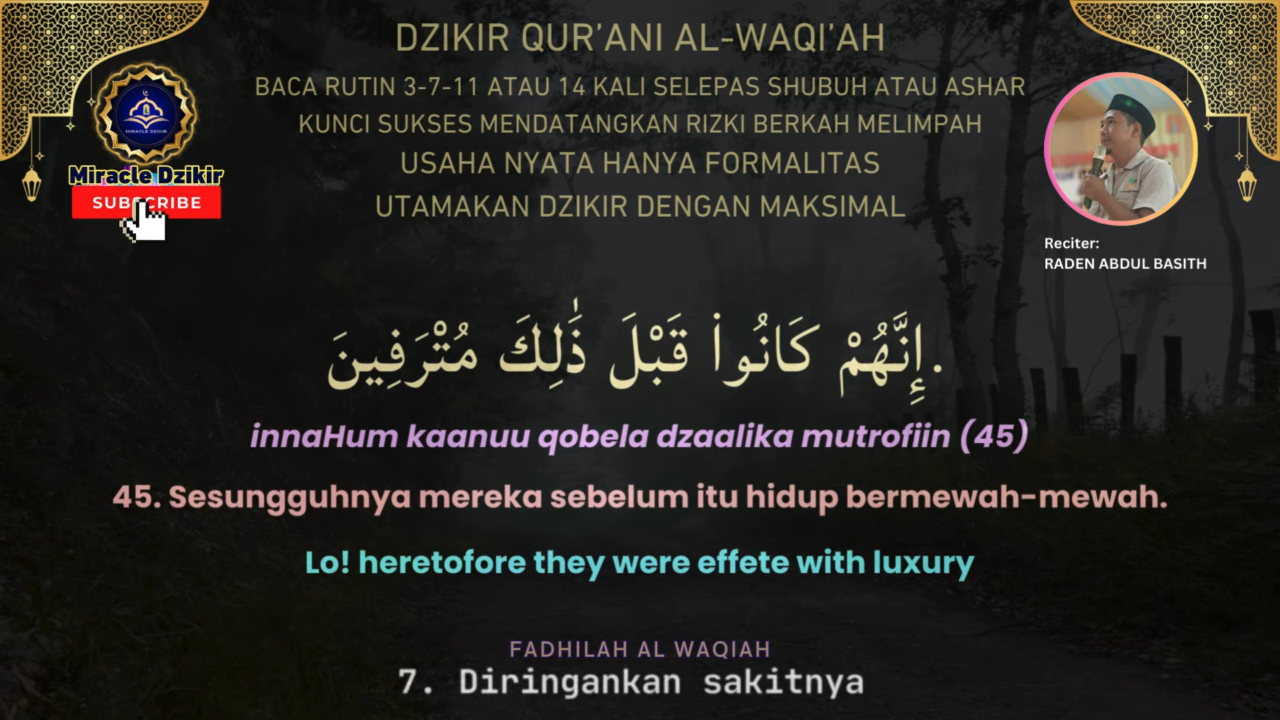 DZIKIR QUR'ANI AL-WAQI'AH
BACA RUTIN 3-7-11 ATAU 14 KALI SELEPAS SHUBUH ATAU ASHAR
KUNCI SUKSES MENDATANGKAN RIZKI BERKAH MELIMPAH
USAHA NYATA HANYA FORMALITAS
UTAMAKAN DZIKIR DENGAN MAKSIMAL
MIRACLE DZIKIR
Miracle Dzikir
SUBSCRIBE
Reciter:
RADEN ABDUL BASITH
.إِنَّهُمْ كَانُوا۟ قَبْلَ ذَٰلِكَ مُتْرَفِينَ
innaHum kaanuu qobela dzaalika mutrofiin (45)
45. Sesungguhnya mereka sebelum itu hidup bermewah-mewah.
Lo! heretofore they were effete with luxury
FADHILAH AL WAQIAH
7. Diringankan sakitnya